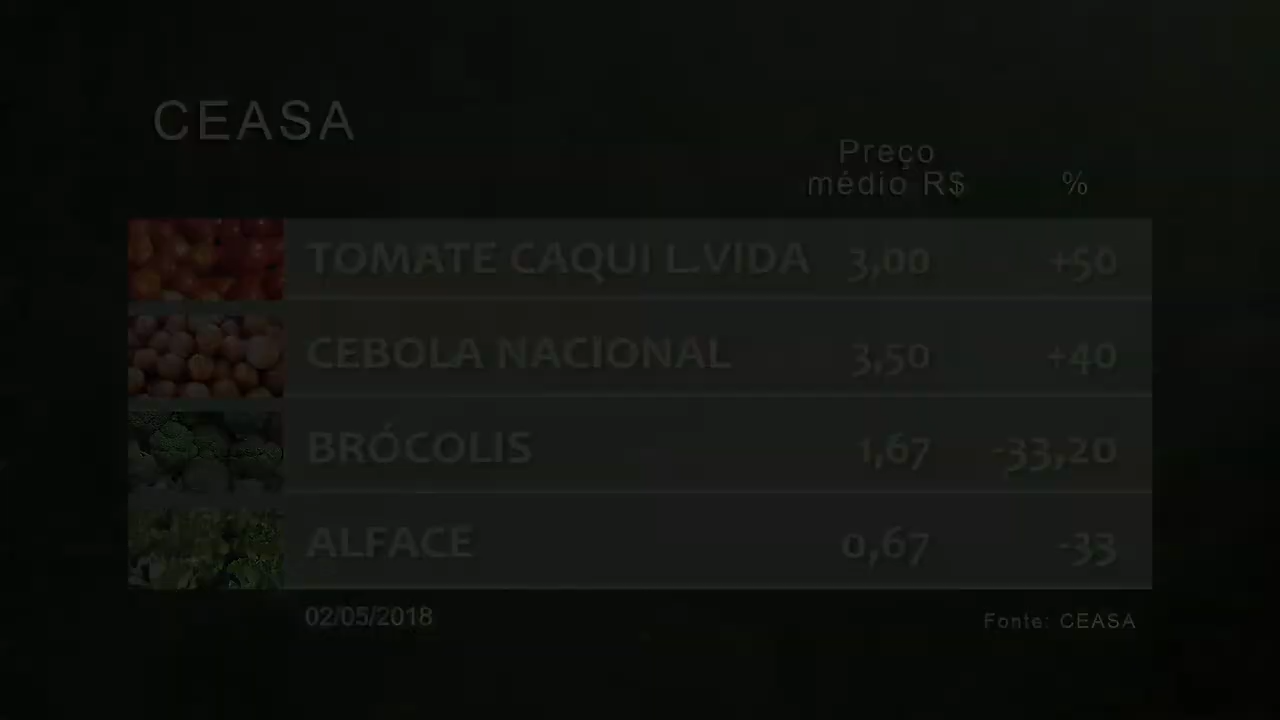 CEASA
Preço
médio R$ %
TOMATE CAQUI L.VIDA 3,00 +50
CEBOLA NACIONAL 3,50 +40
BRÓCOLIS 1,67 -33,20
ALFACE 0,67 -33
02/05/2018 Fonte: CEASA